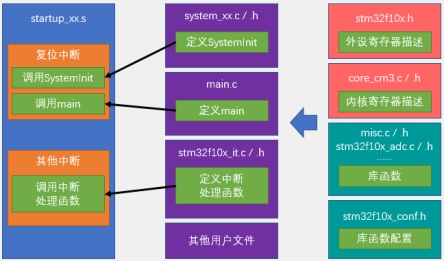 startup_xx.s
复位中断
调用SystemInit
调用main
其他中断
调用中断
处理函数
system_xx.c / .h
定义SystemInit
main.c
定义main
stm32f10x_it.c / .h
定义中断
处理函数
其他用户文件
stm32f10x.h
外设寄存器描述
core_cm3.c / .h
内核寄存器描述
misc.c / .h
stm32f10x_adc.c / .h
......
库函数
stm32f10x_conf.h
库函数配置